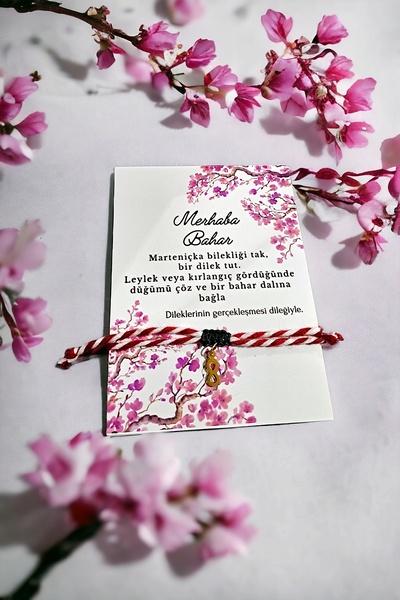 Merhaba
Bahar
Marteniçka bilekliği tak,
bir dilek tut.
Leylek veya kırlangıç gördüğünde
düğümü çöz ve bir bahar dalına
bağla
Dileklerinin gerçekleşmesi dileğiyle.